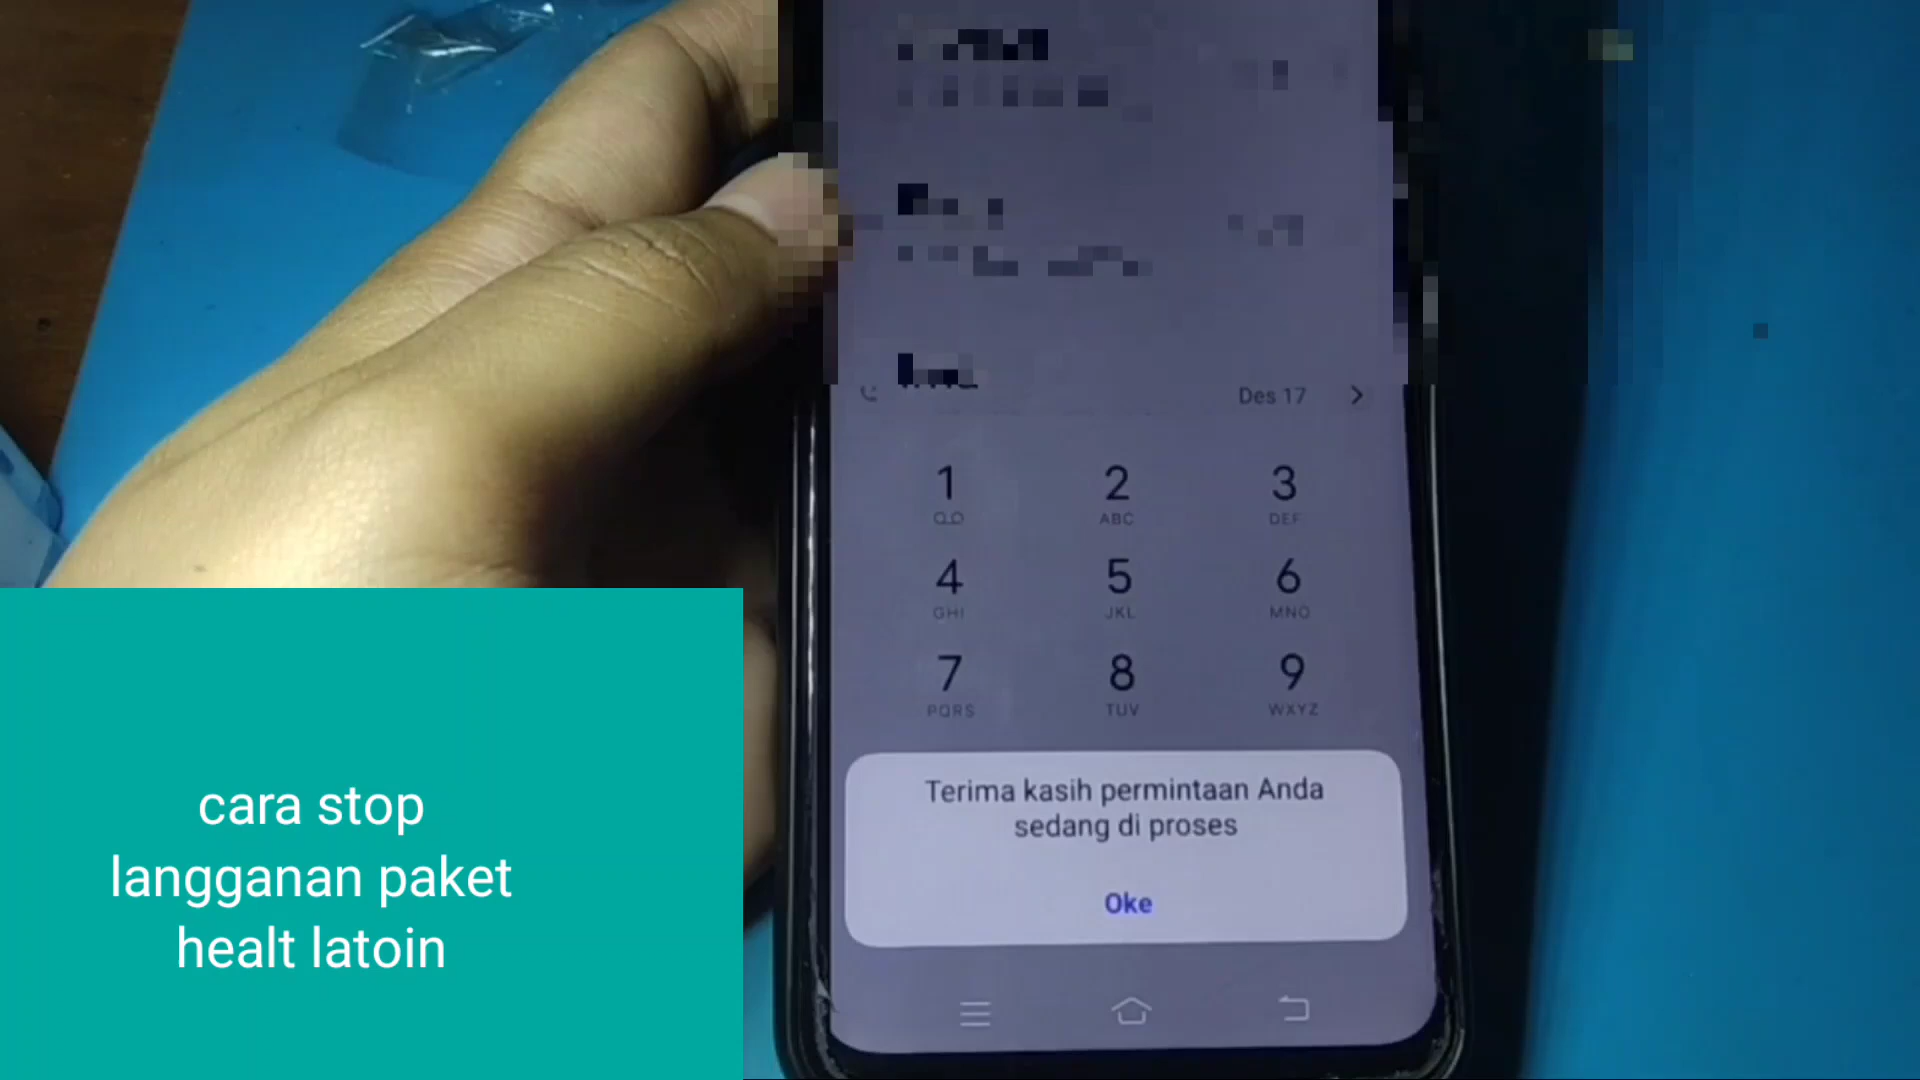 Des 17
1
2
ABC
3
DEF
4
GHI
5
JKL
6
MNO
7
PQRS
8
TUV
9
WXYZ
Terima kasih permintaan Anda
sedang di proses
Oke
cara stop
langganan paket
healt latoin